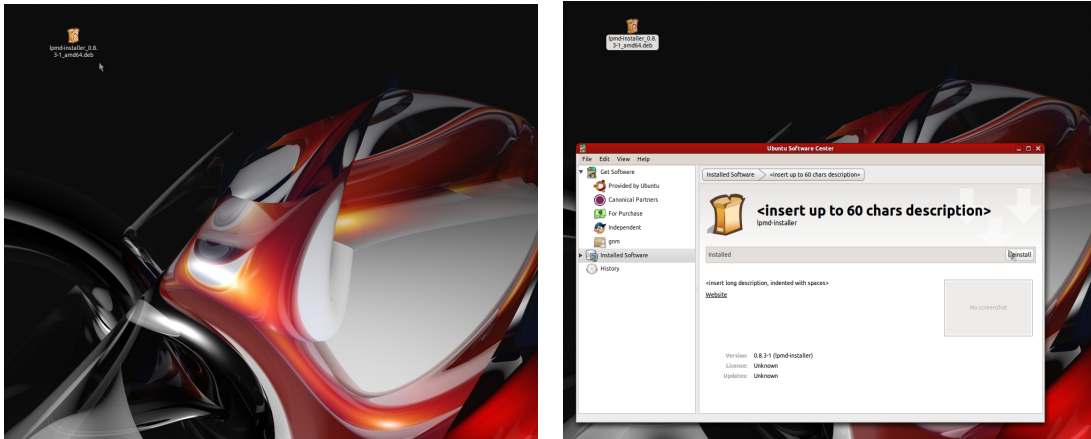 lpmd-installer_0.8.
3-1_amd64.deb
lpmd-installer_0.8.
3-1_amd64.deb
Ubuntu Software Center
File Edit View Help
Get Software
Provided by Ubuntu
Canonical Partners
For Purchase
Independent
gnm
Installed Software
History
Installed Software <insert up to 60 chars description>
<insert up to 60 chars description>
lpmd-installer
Installed
<insert long description, indented with spaces>
Website
No screenshot
Version: 0.8.3-1 (lpmd-installer)
License: Unknown
Updates: Unknown